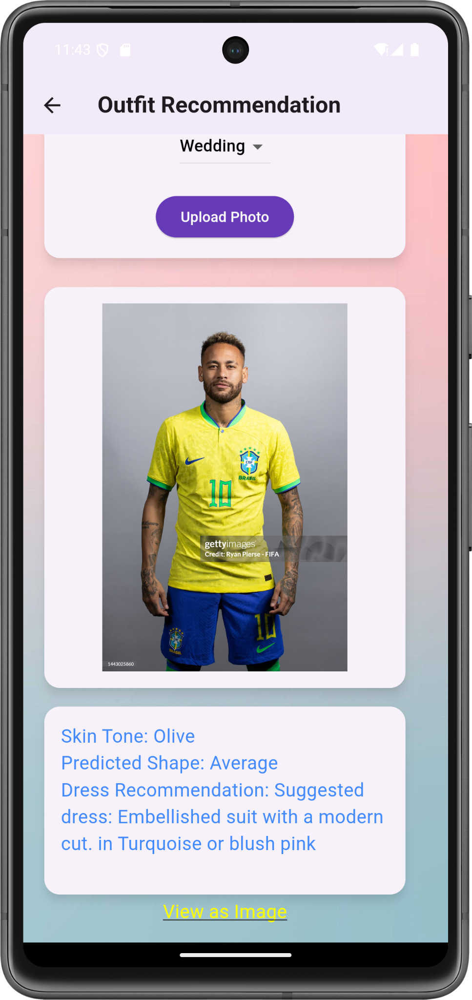 11:43
Outfit Recommendation
Wedding
Upload Photo
CBF
BRASIL
10
gettyimages
Credit: Ryan Pierse - FIFA
10
CBF
BRASIL
1443025860
Skin Tone: Olive
Predicted Shape: Average
Dress Recommendation: Suggested
dress: Embellished suit with a modern
cut. in Turquoise or blush pink
View as Image